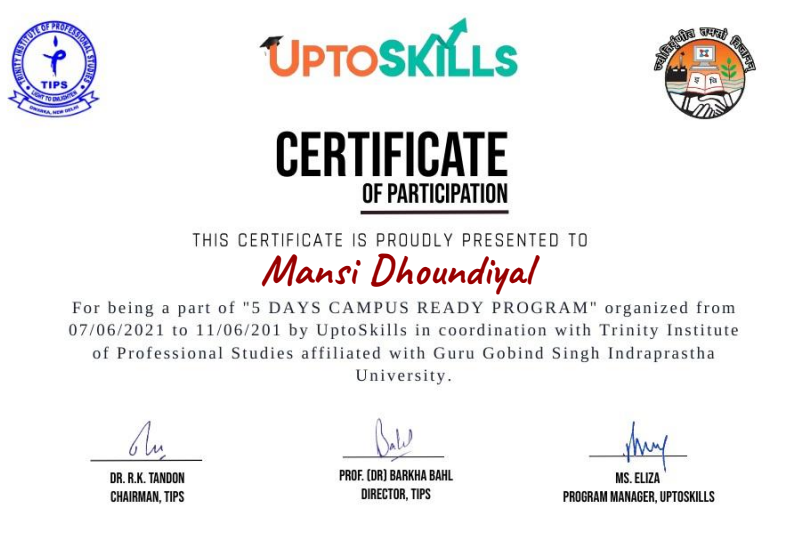 TRINITY INSTITUTE OF PROFESSIONAL STUDIES
TIPS
LIGHT TO ENLIGHTEN
DWARKA, NEW DELHI
UPTOSKILLS
ज्योतिर्वृणीत तमसो विजानन्
CERTIFICATE
OF PARTICIPATION
THIS CERTIFICATE IS PROUDLY PRESENTED TO
Mansi Dhoundiyal
For being a part of "5 DAYS CAMPUS READY PROGRAM" organized from
07/06/2021 to 11/06/201 by UptoSkills in coordination with Trinity Institute
of Professional Studies affiliated with Guru Gobind Singh Indraprastha
University.
Bahl
DR. R.K. TANDON
CHAIRMAN, TIPS
PROF. (DR) BARKHA BAHL
DIRECTOR, TIPS
MS. ELIZA
PROGRAM MANAGER, UPTOSKILLS